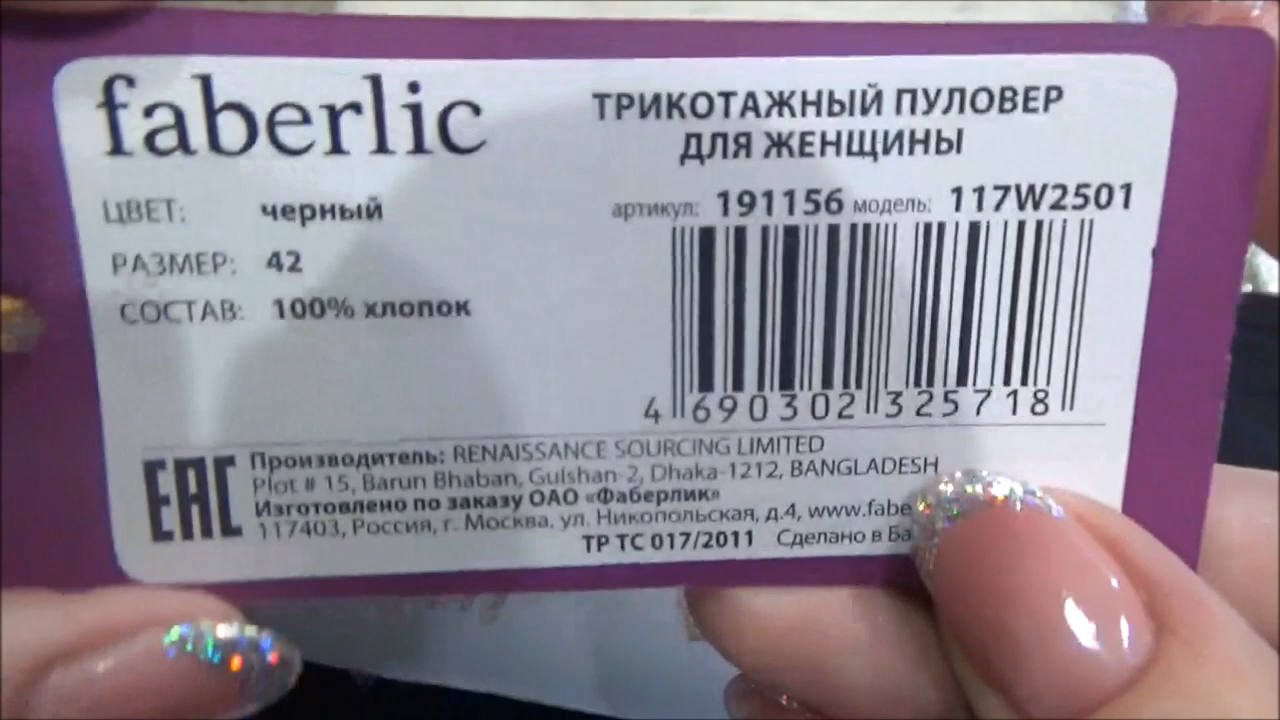 faberlic
ТРИКОТАЖНЫЙ ПУЛОВЕР
ДЛЯ ЖЕНЩИНЫ
ЦВЕТ: черный
РАЗМЕР: 42
СОСТАВ: 100% хлопок
артикул: 191156 модель: 117W2501
4 690302 325718
EAC
Производитель: RENAISSANCE SOURCING LIMITED
Plot # 15, Barun Bhaban, Gulshan-2, Dhaka-1212, BANGLADESH
Изготовлено по заказу ОАО «Фаберлик»
117403, Россия, г. Москва, ул. Никопольская, д.4, www.fabe
ТР ТС 017/2011 Сделано в Ба